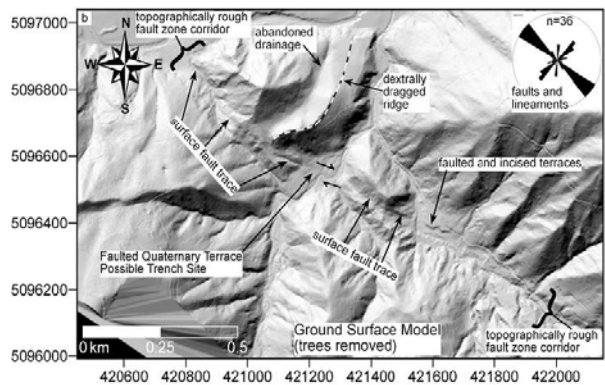 b
N
W E
S
topographically rough
fault zone corridor
abandoned
drainage
dextrally
dragged
ridge
n=36
faults and
lineaments
surface fault trace
faulted and incised terraces
Faulted Quaternary Terrace
Possible Trench Site
surface fault trace
topographically rough
fault zone corridor
Ground Surface Model
(trees removed)
0 km 0.25 0.5
5097000
5096800
5096600
5096400
5096200
5096000
420600 420800 421000 421200 421400 421600 421800 422000